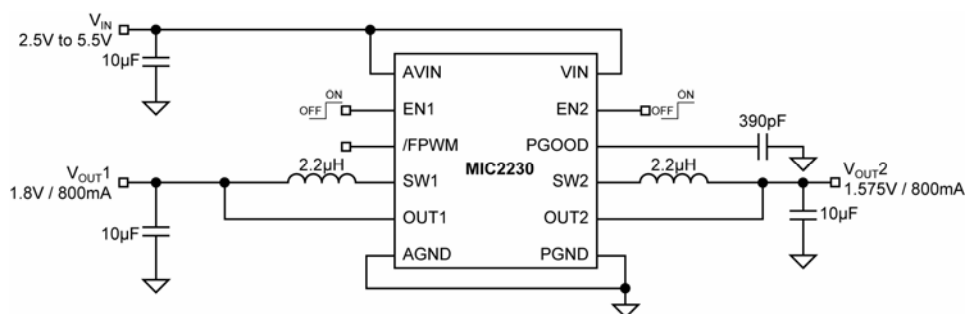 VIN
2.5V to 5.5V
10µF
AVIN
VIN
ON
OFF
EN1
EN2
ON
OFF
390pF
/FPWM
PGOOD
MIC2230
VOUT1
1.8V / 800mA
2.2µH
SW1
SW2
2.2µH
VOUT2
1.575V / 800mA
10µF
OUT1
OUT2
10µF
AGND
PGND